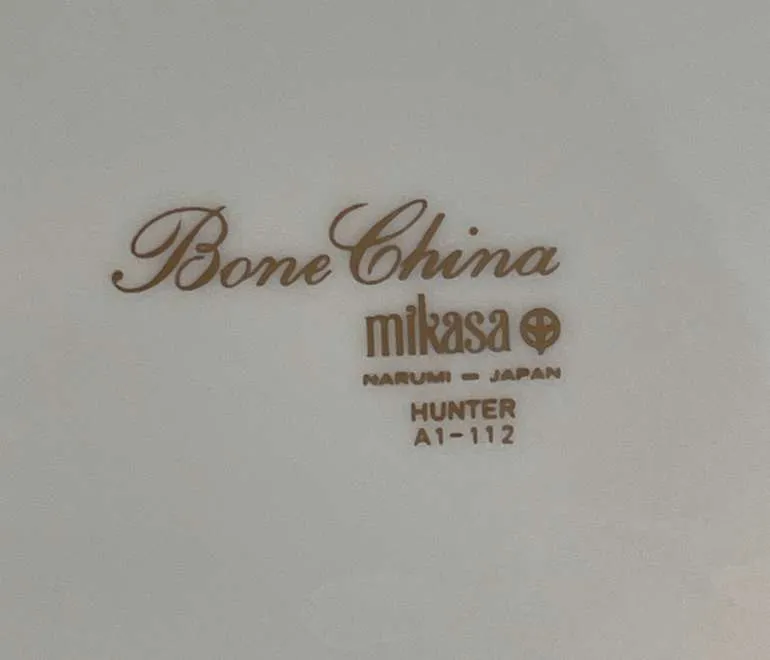 Bone China
mikasa
NARUMI - JAPAN
HUNTER
A1-112